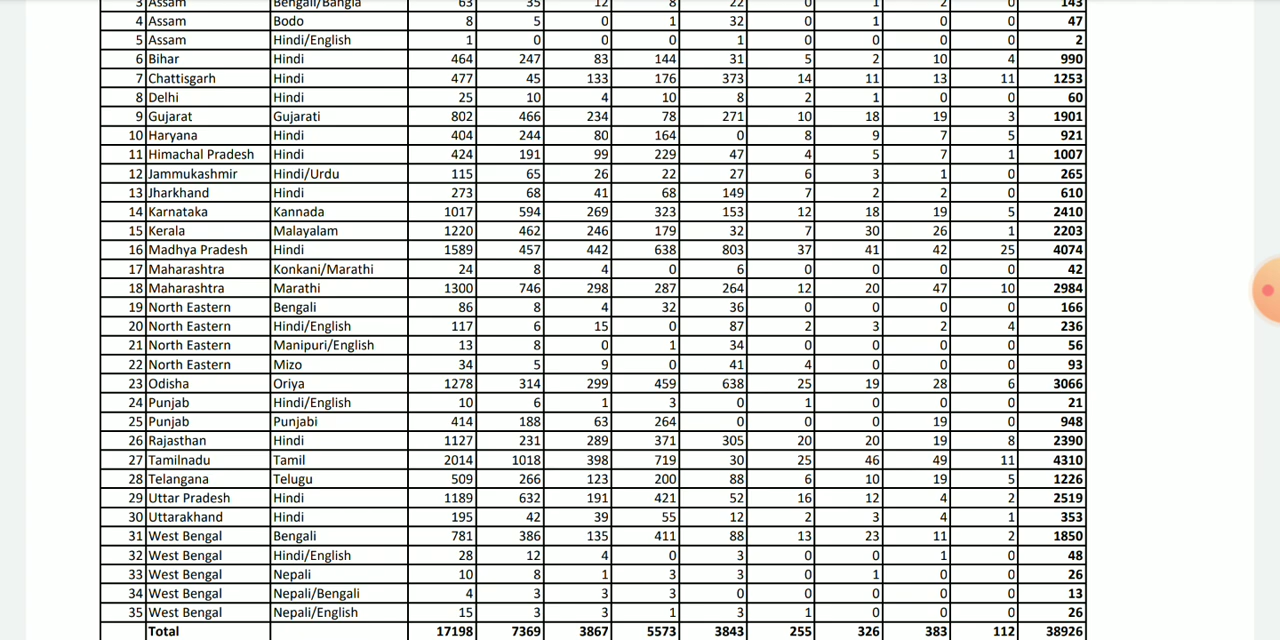 3 Assam Bengali/Bangla 63 35 12 8 22 0 1 2 0 143
4 Assam Bodo 8 5 0 1 32 0 1 0 0 47
5 Assam Hindi/English 1 0 0 0 1 0 0 0 0 2
6 Bihar Hindi 464 247 83 144 31 5 2 10 4 990
7 Chattisgarh Hindi 477 45 133 176 373 14 11 13 11 1253
8 Delhi Hindi 25 10 4 10 8 2 1 0 0 60
9 Gujarat Gujarati 802 466 234 78 271 10 18 19 3 1901
10 Haryana Hindi 404 244 80 164 0 8 9 7 5 921
11 Himachal Pradesh Hindi 424 191 99 229 47 4 5 7 1 1007
12 Jammukashmir Hindi/Urdu 115 65 26 22 27 6 3 1 0 265
13 Jharkhand Hindi 273 68 41 68 149 7 2 2 0 610
14 Karnataka Kannada 1017 594 269 323 153 12 18 19 5 2410
15 Kerala Malayalam 1220 462 246 179 32 7 30 26 1 2203
16 Madhya Pradesh Hindi 1589 457 442 638 803 37 41 42 25 4074
17 Maharashtra Konkani/Marathi 24 8 4 0 6 0 0 0 0 42
18 Maharashtra Marathi 1300 746 298 287 264 12 20 47 10 2984
19 North Eastern Bengali 86 8 4 32 36 0 0 0 0 166
20 North Eastern Hindi/English 117 6 15 0 87 2 3 2 4 236
21 North Eastern Manipuri/English 13 8 0 1 34 0 0 0 0 56
22 North Eastern Mizo 34 5 9 0 41 4 0 0 0 93
23 Odisha Oriya 1278 314 299 459 638 25 19 28 6 3066
24 Punjab Hindi/English 10 6 1 3 0 1 0 0 0 21
25 Punjab Punjabi 414 188 63 264 0 0 0 19 0 948
26 Rajasthan Hindi 1127 231 289 371 305 20 20 19 8 2390
27 Tamilnadu Tamil 2014 1018 398 719 30 25 46 49 11 4310
28 Telangana Telugu 509 266 123 200 88 6 10 19 5 1226
29 Uttar Pradesh Hindi 1189 632 191 421 52 16 12 4 2 2519
30 Uttarakhand Hindi 195 42 39 55 12 2 3 4 1 353
31 West Bengal Bengali 781 386 135 411 88 13 23 11 2 1850
32 West Bengal Hindi/English 28 12 4 0 3 0 0 1 0 48
33 West Bengal Nepali 10 8 1 3 3 0 1 0 0 26
34 West Bengal Nepali/Bengali 4 3 3 3 0 0 0 0 0 13
35 West Bengal Nepali/English 15 3 3 1 3 1 0 0 0 26
Total 17198 7369 3867 5573 3843 255 326 383 112 38926